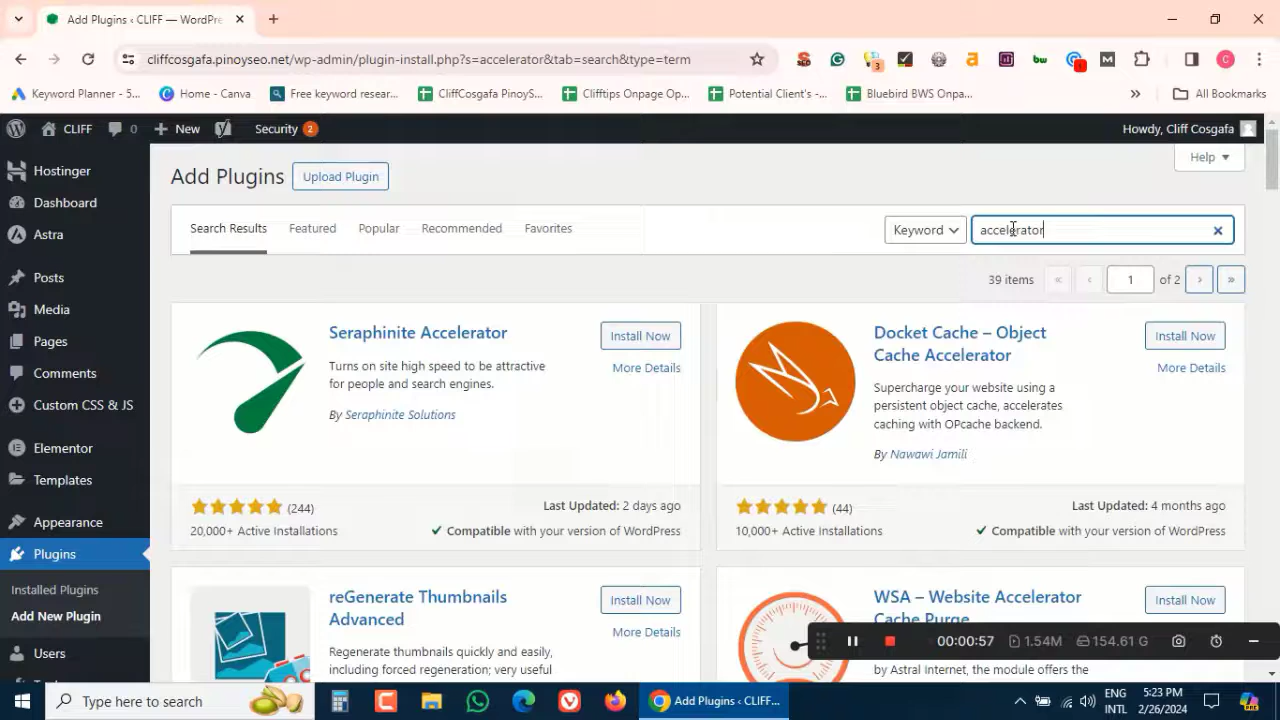 Add Plugins ‹ CLIFF — WordPre
cliffcosgafa.pinoyseo.net/wp-admin/plugin-install.php?s=accelerator&tab=search&type=term
3
1
C
Keyword Planner - 5...
Home - Canva
Free keyword resear...
CliffCosgafa PinoyS...
Clifftips Onpage Op...
Potential Client's -...
Bluebird BWS Onpa...
All Bookmarks
CLIFF
0
New
Security
2
Howdy, Cliff Cosgafa
Hostinger
Dashboard
Astra
Posts
Media
Pages
Comments
Custom CSS & JS
Elementor
Templates
Appearance
Plugins
Installed Plugins
Add New Plugin
Users
Add Plugins
Upload Plugin
Help
Search Results
Featured
Popular
Recommended
Favorites
Keyword
accelerator
39 items
«
‹
1
of 2
›
»
Seraphinite Accelerator
Install Now
More Details
Turns on site high speed to be attractive
for people and search engines.
By Seraphinite Solutions
(244)
Last Updated: 2 days ago
20,000+ Active Installations
Compatible with your version of WordPress
Docket Cache – Object
Cache Accelerator
Install Now
More Details
Supercharge your website using a
persistent object cache, accelerates
caching with OPcache backend.
By Nawawi Jamili
(44)
Last Updated: 4 months ago
10,000+ Active Installations
Compatible with your version of WordPress
reGenerate Thumbnails
Advanced
Install Now
More Details
Regenerate thumbnails quickly and easily,
including forced regeneration; very useful
WSA – Website Accelerator
Cache Purge
Install Now
by Astral Internet, the module offers the
00:00:57
1.54M
154.61 G
Type here to search
Add Plugins ‹ CLIFF...
ENG
INTL
5:23 PM
2/26/2024